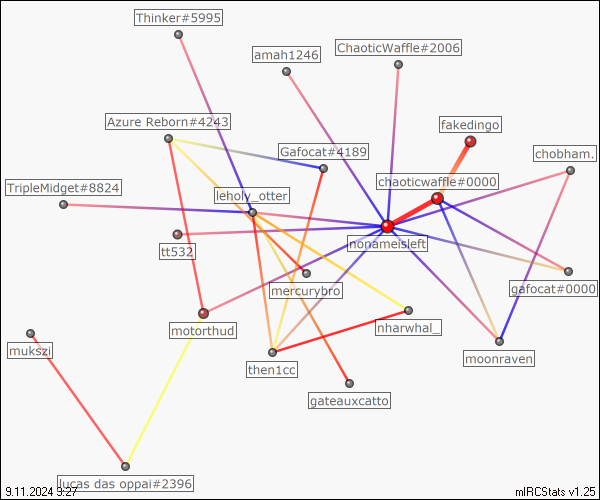 Thinker#5995
ChaoticWaffle#2006
amah1246
Azure Reborn#4243
fakedingo
Gafocat#4189
chobham.
TripleMidget#8824
chaoticwaffle#0000
leholy_otter
nonameisleft
tt532
mercurybro
gafocat#0000
motorthud
nharwhal_
mukszi
then1cc
moonraven
gateauxcatto
lucas das oppai#2396
9.11.2024 9:27
mIRCStats v1.25